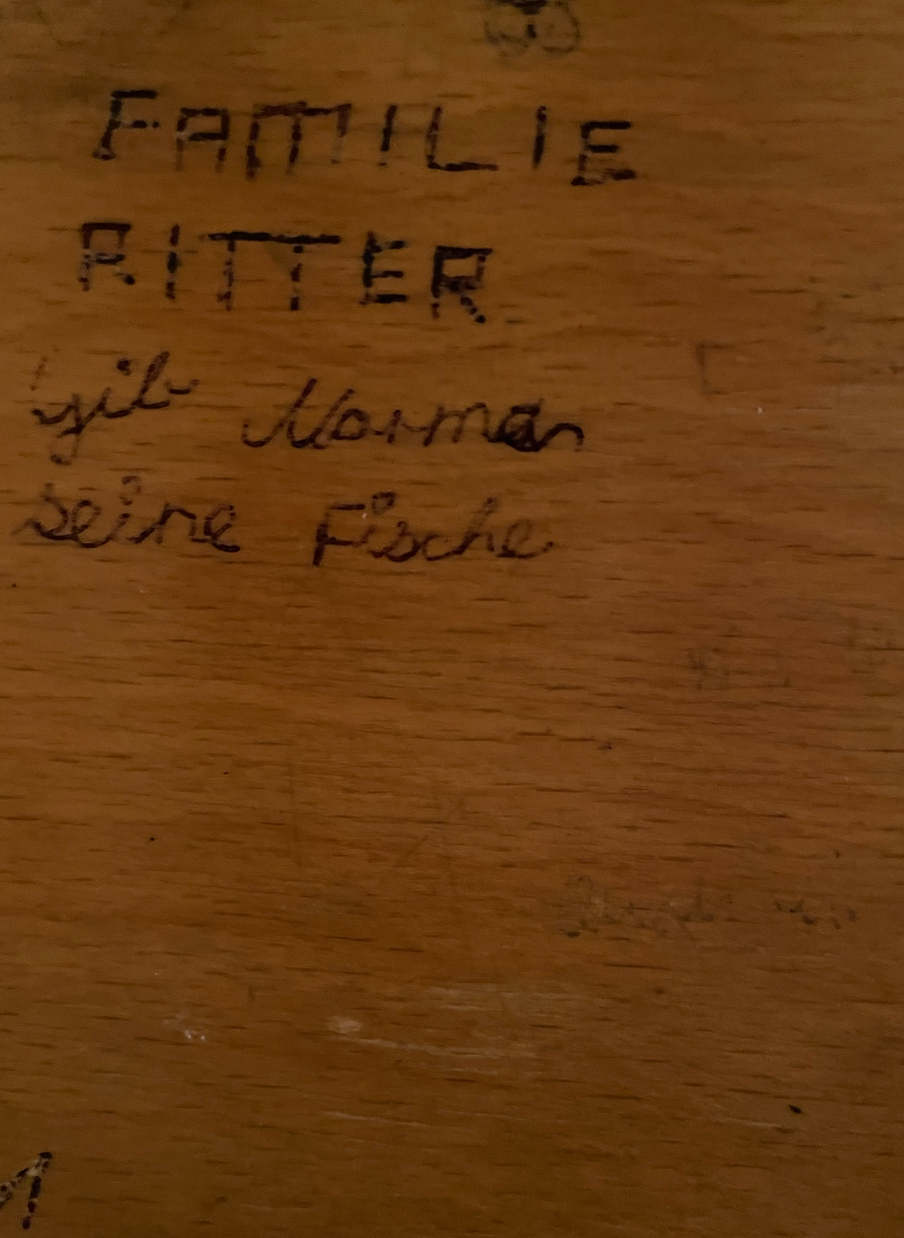 FAMILIE
RITTER
gib Norman
seine Fische